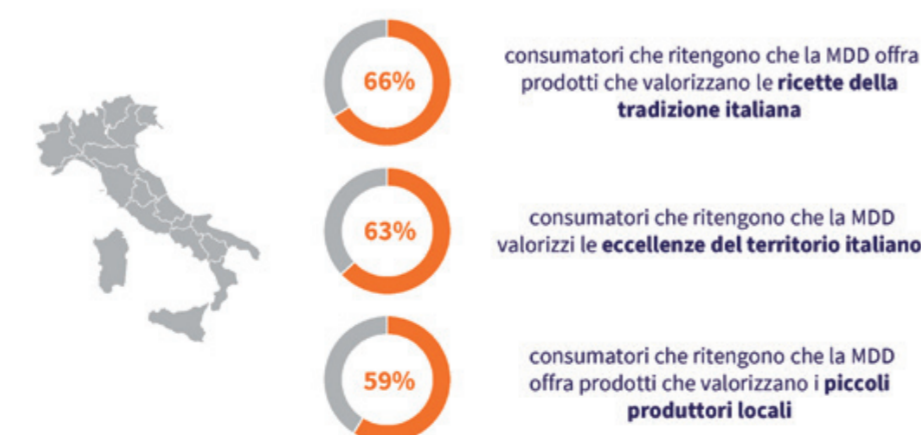 66%
consumatori che ritengono che la MDD offra
prodotti che valorizzano le ricette della
tradizione italiana
63%
consumatori che ritengono che la MDD
valorizzi le eccellenze del territorio italiano
59%
consumatori che ritengono che la MDD
offra prodotti che valorizzano i piccoli
produttori locali